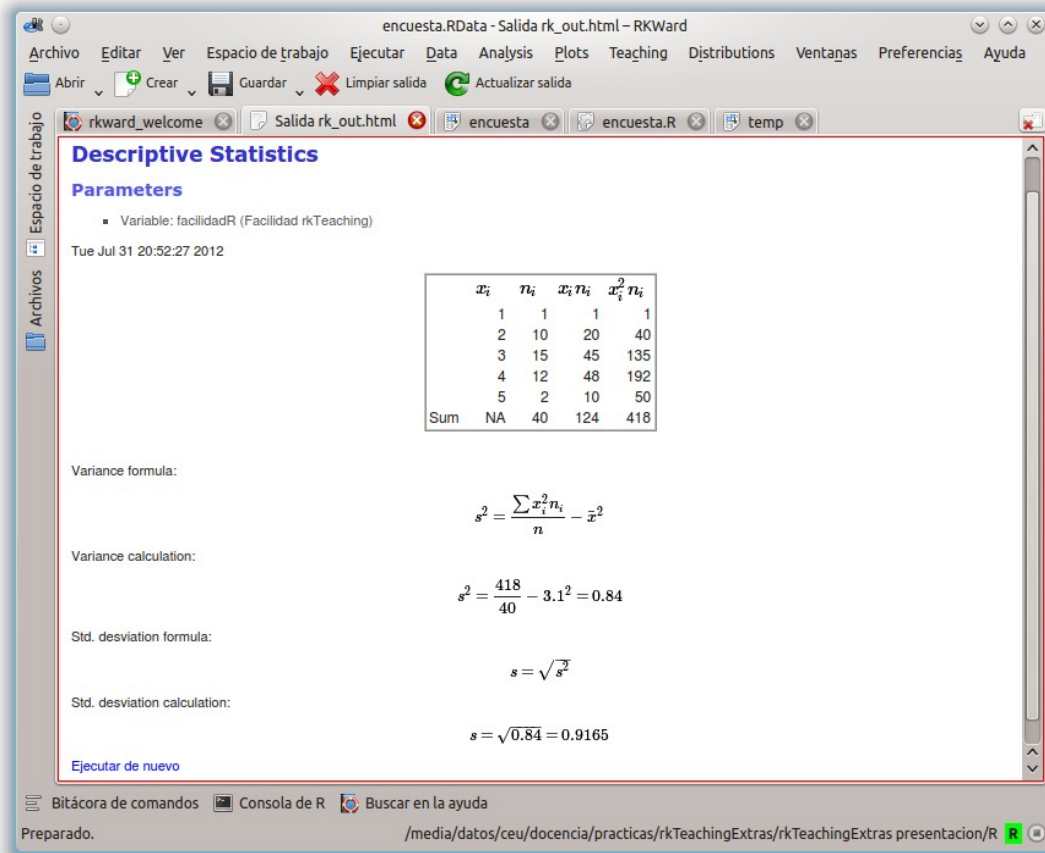 encuesta.RData - Salida rk_out.html – RKWard
Archivo Editar Ver Espacio de trabajo Ejecutar Data Analysis Plots Teaching Distributions Ventanas Preferencias Ayuda
Abrir Crear Guardar Limpiar salida Actualizar salida
rkward_welcome Salida rk_out.html encuesta encuesta.R temp
Espacio de trabajo
Archivos
Descriptive Statistics
Parameters
Variable: facilidadR (Facilidad rkTeaching)
Tue Jul 31 20:52:27 2012
xᵢ nᵢ xᵢnᵢ xᵢ²nᵢ
1 1 1 1
2 10 20 40
3 15 45 135
4 12 48 192
5 2 10 50
Sum NA 40 124 418
Variance formula:
s² = ∑xᵢ²nᵢ / n − x̄²
Variance calculation:
s² = 418 / 40 − 3.1² = 0.84
Std. desviation formula:
s = √s²
Std. desviation calculation:
s = √0.84 = 0.9165
Ejecutar de nuevo
Bitácora de comandos Consola de R Buscar en la ayuda
Preparado. /media/datos/ceu/docencia/practicas/rkTeachingExtras/rkTeachingExtras presentacion/R R